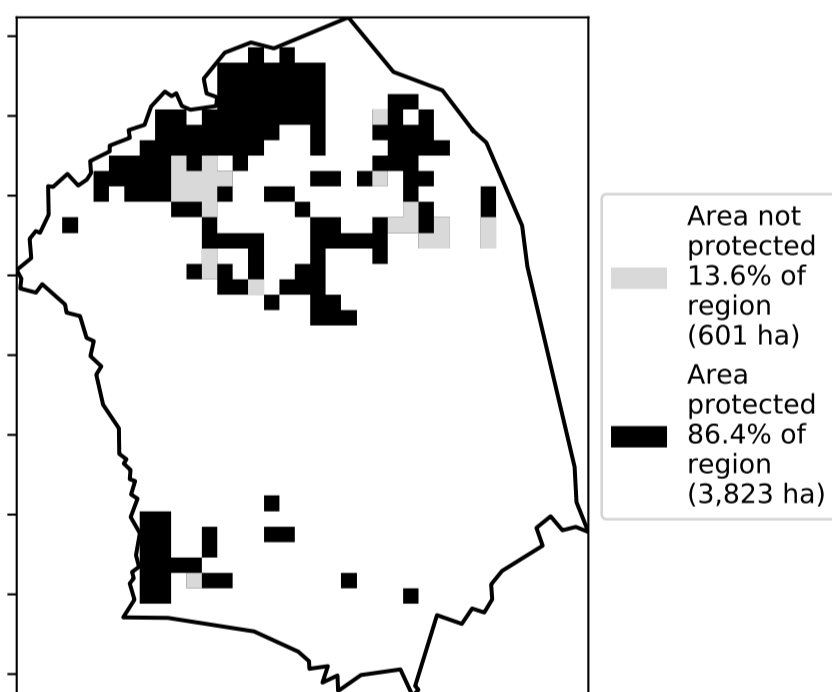 Area not
protected
13.6% of
region
(601 ha)
Area
protected
86.4% of
region
(3,823 ha)